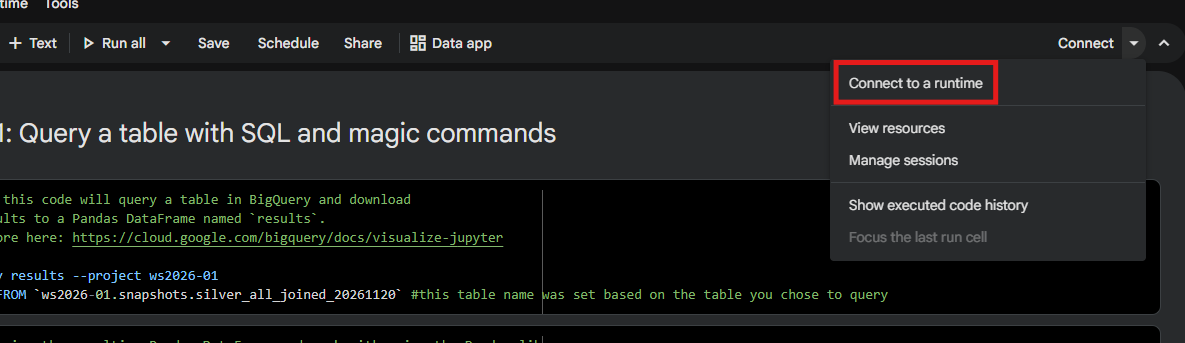 Tools
Text Run all Save Schedule Share Data app Connect
Connect to a runtime
View resources
Manage sessions
Show executed code history
Focus the last run cell
1: Query a table with SQL and magic commands
this code will query a table in BigQuery and download
to a Pandas DataFrame named `results`.
here: https://cloud.google.com/bigquery/docs/visualize-jupyter
results --project ws2026-01
FROM `ws2026-01.snapshots.silver_all_joined_20261120` #this table name was set based on the table you chose to query